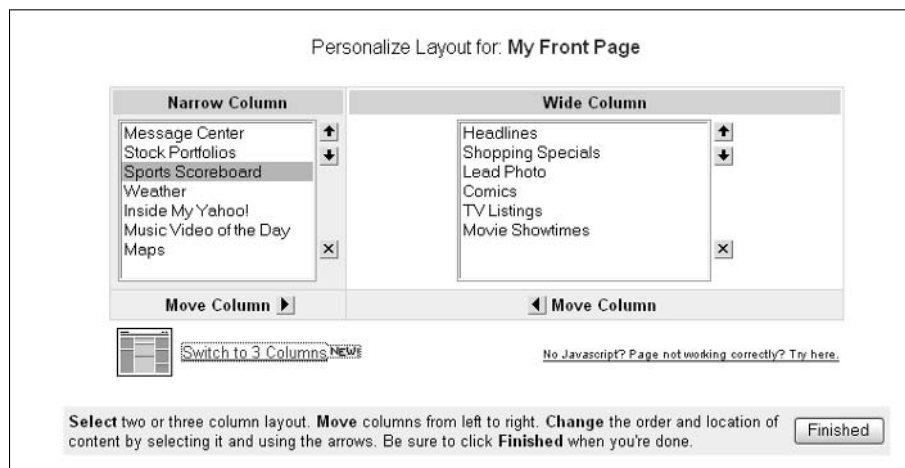 Personalize Layout for: My Front Page
Narrow Column
Message Center
Stock Portfolios
Sports Scoreboard
Weather
Inside My Yahoo!
Music Video of the Day
Maps
Move Column
Wide Column
Headlines
Shopping Specials
Lead Photo
Comics
TV Listings
Movie Showtimes
Move Column
Switch to 3 Columns NEW!
No Javascript? Page not working correctly? Try here.
Select two or three column layout. Move columns from left to right. Change the order and location of
content by selecting it and using the arrows. Be sure to click Finished when you're done.
Finished